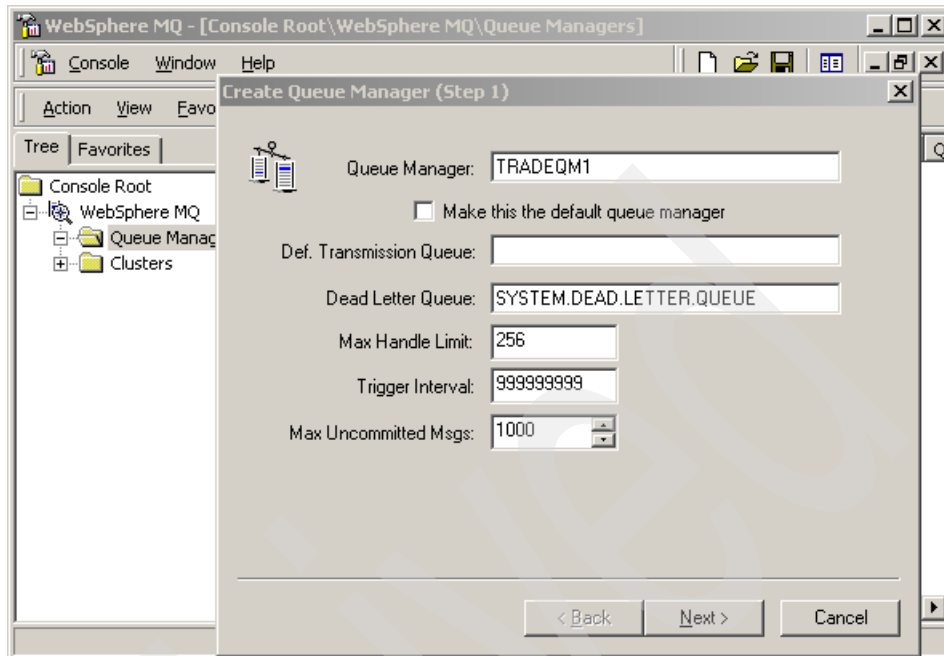 WebSphere MQ - [Console Root\WebSphere MQ\Queue Managers]
Console Window Help
Create Queue Manager (Step 1)
Action View Favo
Tree Favorites
Q
Queue Manager: TRADEQM1
Console Root
WebSphere MQ
Make this the default queue manager
Queue Manag
Def. Transmission Queue:
Clusters
Dead Letter Queue: SYSTEM.DEAD.LETTER.QUEUE
Max Handle Limit: 256
Trigger Interval: 999999999
Max Uncommitted Msgs: 1000
< Back Next > Cancel